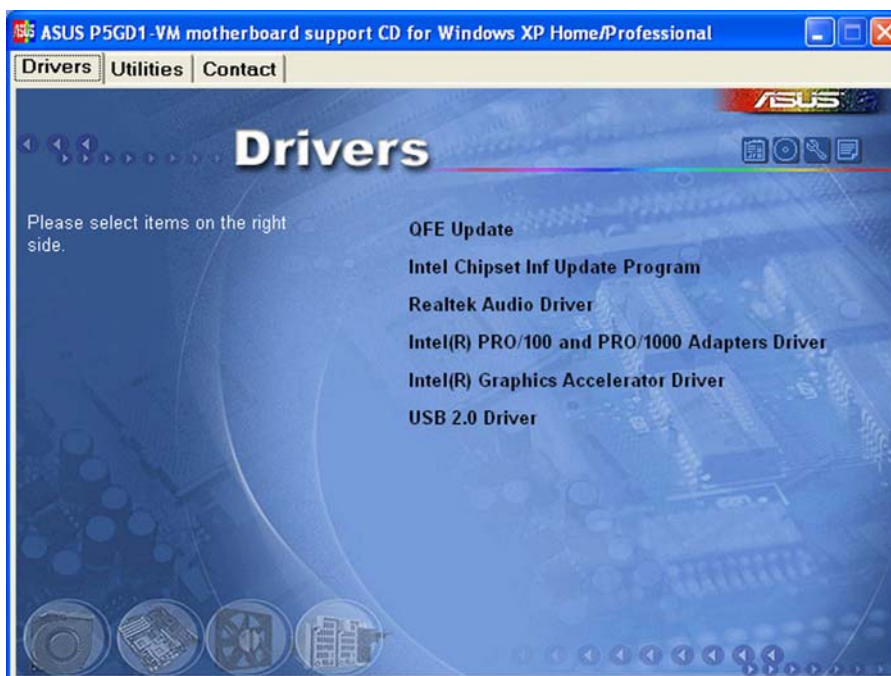 ASUS P5GD1-VM motherboard support CD for Windows XP Home/Professional
Drivers Utilities Contact
ASUS
Drivers
Please select items on the right
side.
QFE Update
Intel Chipset Inf Update Program
Realtek Audio Driver
Intel(R) PRO/100 and PRO/1000 Adapters Driver
Intel(R) Graphics Accelerator Driver
USB 2.0 Driver